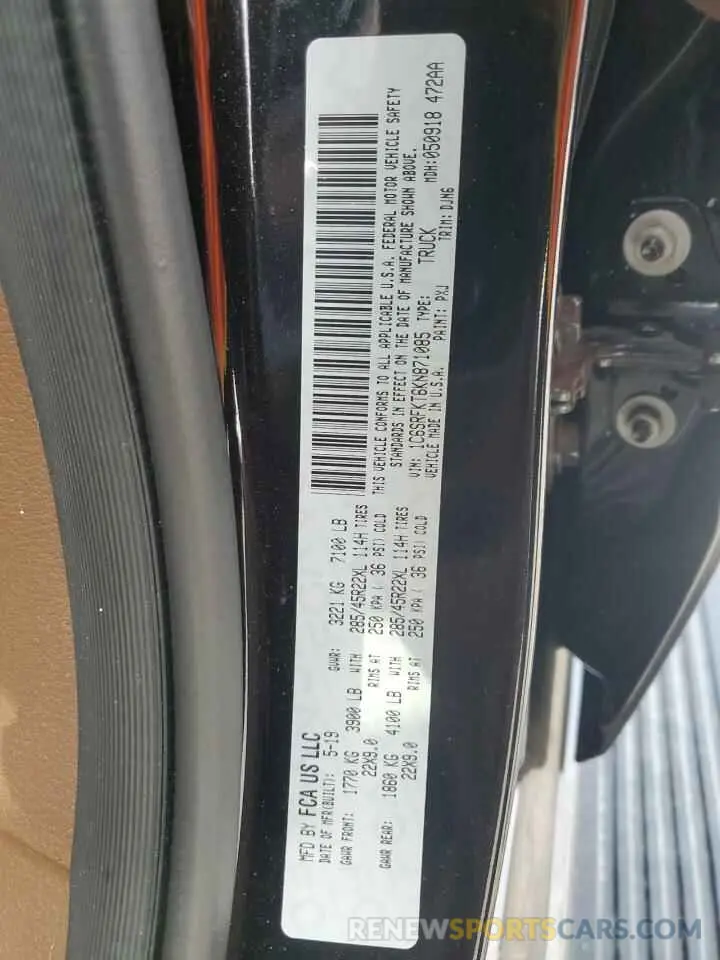 MFD BY FCA US LLC
DATE OF MFR(BUILT): 5-19 GVWR: 3221 KG 7100 LB
GAWR FRONT: 1770 KG 3900 LB WITH 285/45R22XL 114H TIRES
22X9.0 RIMS AT 250 KPA ( 36 PSI) COLD
GAWR REAR: 1860 KG 4100 LB WITH 285/45R22XL 114H TIRES
22X9.0 RIMS AT 250 KPA ( 36 PSI) COLD
THIS VEHICLE CONFORMS TO ALL APPLICABLE U.S.A. FEDERAL MOTOR VEHICLE SAFETY
STANDARDS IN EFFECT ON THE DATE OF MANUFACTURE SHOWN ABOVE.
VIN: 1C6SRFKT6KN871085 TYPE: TRUCK MDH:050918 472AA
VEHICLE MADE IN U.S.A. PAINT: PXJ TRIM: DJN6
RENEWSPORTSCARS.COM